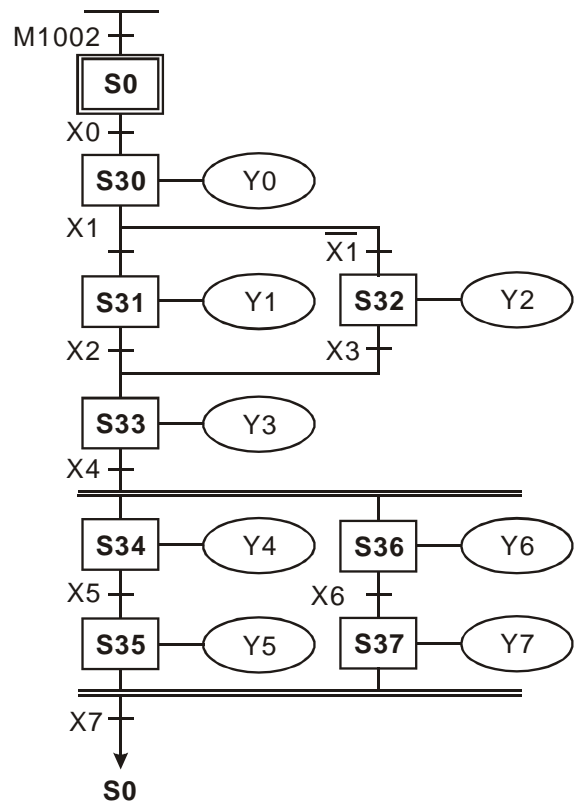 M1002
S0
X0
S30 Y0
X1 X̅1̅
S31 Y1 S32 Y2
X2 X3
S33 Y3
X4
S34 Y4 S36 Y6
X5 X6
S35 Y5 S37 Y7
X7
S0